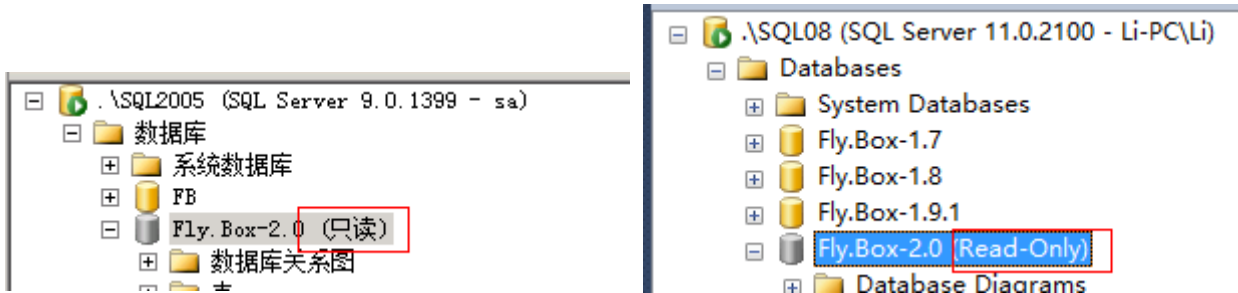 .\SQL2005 (SQL Server 9.0.1399 - sa)
数据库
系统数据库
FB
Fly.Box-2.0 (只读)
数据库关系图
.\SQL08 (SQL Server 11.0.2100 - Li-PC\Li)
Databases
System Databases
Fly.Box-1.7
Fly.Box-1.8
Fly.Box-1.9.1
Fly.Box-2.0 (Read-Only)
Database Diagrams